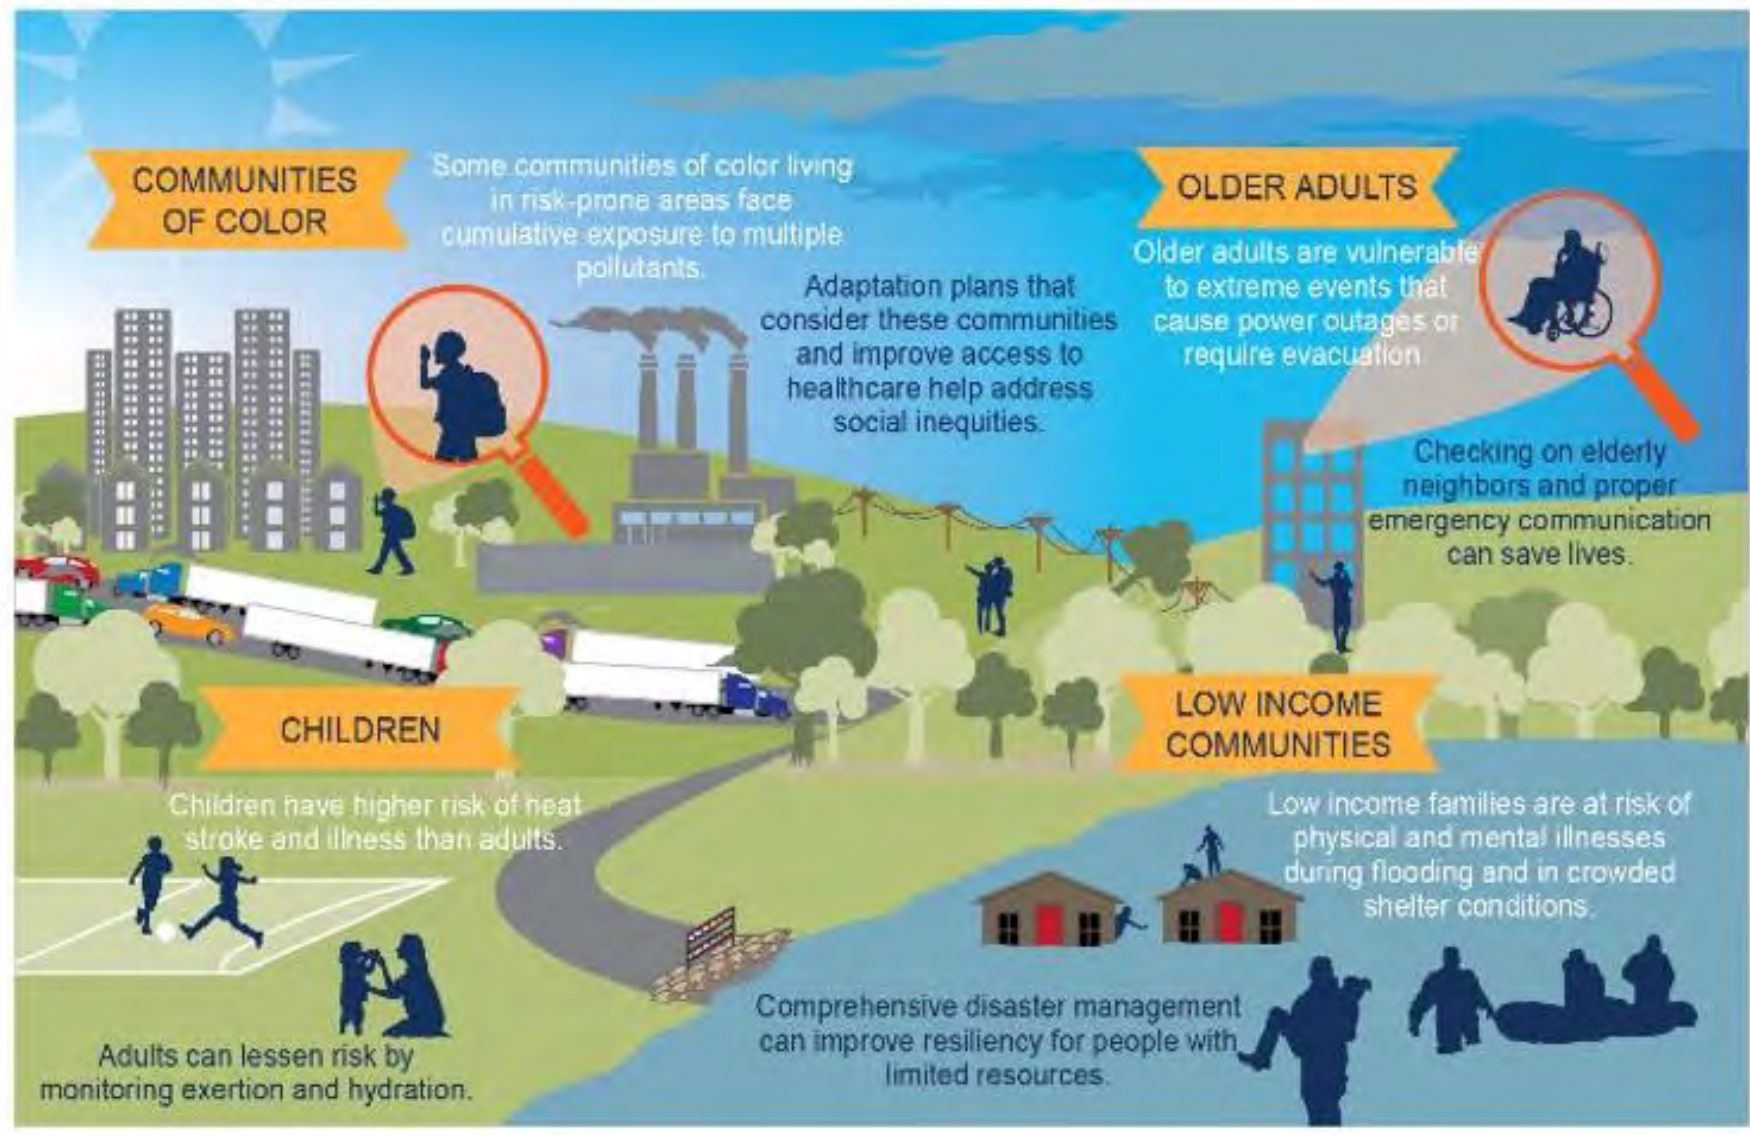 COMMUNITIES
OF COLOR
Some communities of color living
in risk-prone areas face
cumulative exposure to multiple
pollutants.
Adaptation plans that
consider these communities
and improve access to
healthcare help address
social inequities.
OLDER ADULTS
Older adults are vulnerable
to extreme events that
cause power outages or
require evacuation
Checking on elderly
neighbors and proper
emergency communication
can save lives.
CHILDREN
Children have higher risk of heat
stroke and illness than adults.
Adults can lessen risk by
monitoring exertion and hydration.
LOW INCOME
COMMUNITIES
Low income families are at risk of
physical and mental illnesses
during flooding and in crowded
shelter conditions.
Comprehensive disaster management
can improve resiliency for people with
limited resources.